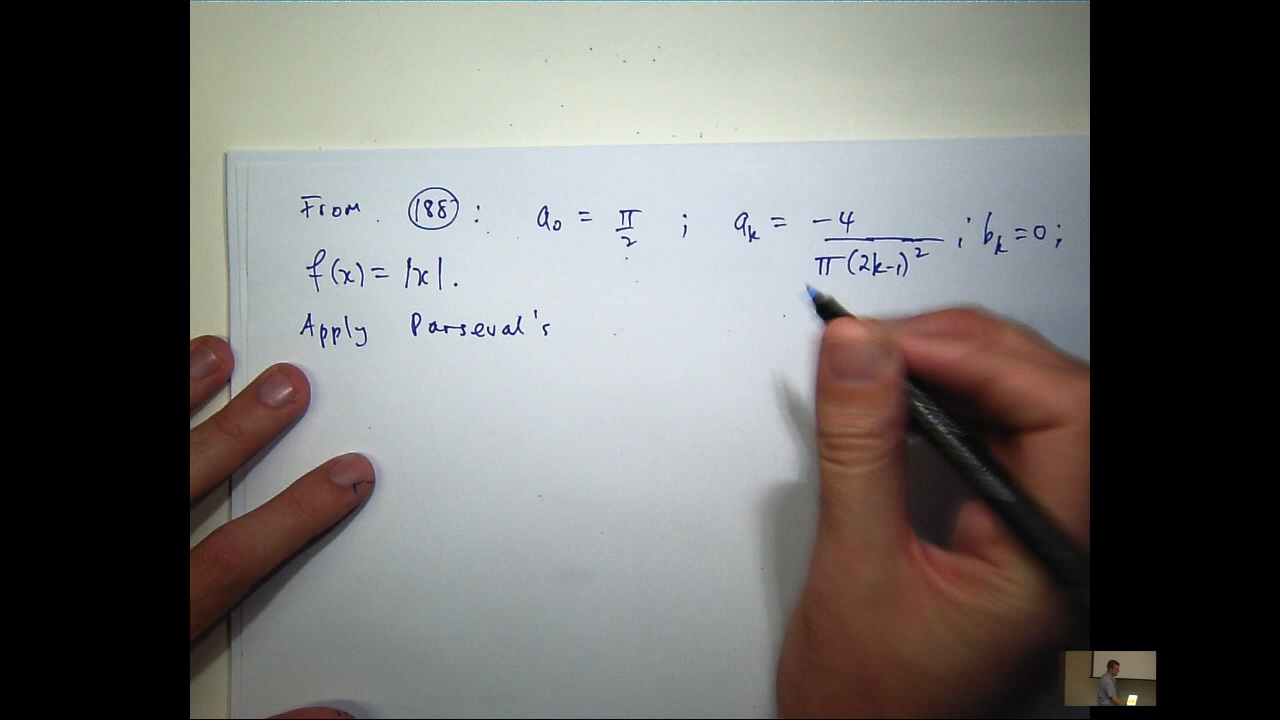 From (188) : a₀ = π/2 ; aₖ = -4/(π(2k-1)²) ; bₖ = 0 ;
f(x) = |x|.
Apply Parseval's